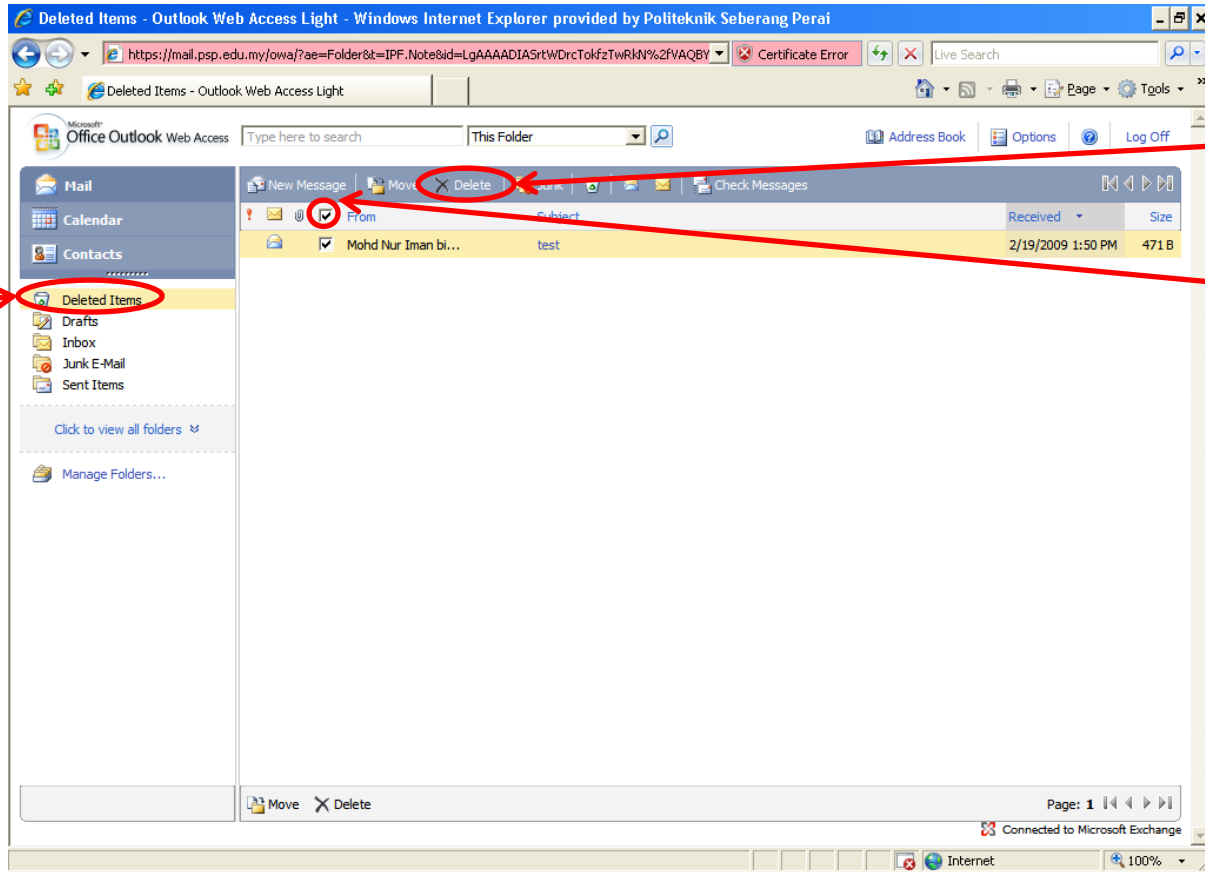 Deleted Items - Outlook Web Access Light - Windows Internet Explorer provided by Politeknik Seberang Perai
https://mail.psp.edu.my/owa/?ae=Folder&t=IPF.Note&id=LgAAAADIASrtWDrcTokfzTwRkN%2fVAQBY Certificate Error Live Search
Deleted Items - Outlook Web Access Light Page Tools
Microsoft
Office Outlook Web Access Type here to search This Folder Address Book Options Log Off
Mail New Message Move Delete Junk Check Messages
Calendar From Subject Received Size
Contacts Mohd Nur Iman bi... test 2/19/2009 1:50 PM 471 B
Deleted Items
Drafts
Inbox
Junk E-Mail
Sent Items
Click to view all folders
Manage Folders...
Move Delete Page: 1
Connected to Microsoft Exchange
Internet 100%